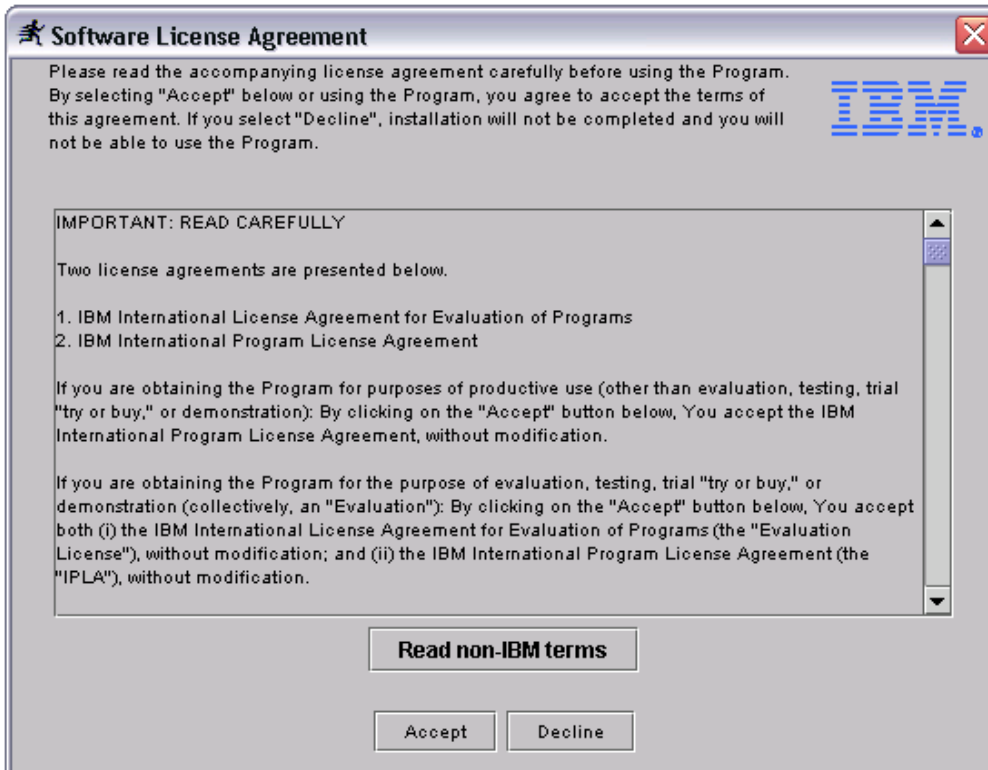 Software License Agreement
Please read the accompanying license agreement carefully before using the Program.
By selecting "Accept" below or using the Program, you agree to accept the terms of
this agreement. If you select "Decline", installation will not be completed and you will
not be able to use the Program.
IBM®
IMPORTANT: READ CAREFULLY
Two license agreements are presented below.
1. IBM International License Agreement for Evaluation of Programs
2. IBM International Program License Agreement
If you are obtaining the Program for purposes of productive use (other than evaluation, testing, trial
"try or buy," or demonstration): By clicking on the "Accept" button below, You accept the IBM
International Program License Agreement, without modification.
If you are obtaining the Program for the purpose of evaluation, testing, trial "try or buy," or
demonstration (collectively, an "Evaluation"): By clicking on the "Accept" button below, You accept
both (i) the IBM International License Agreement for Evaluation of Programs (the "Evaluation
License"), without modification; and (ii) the IBM International Program License Agreement (the
"IPLA"), without modification.
Read non-IBM terms
Accept
Decline